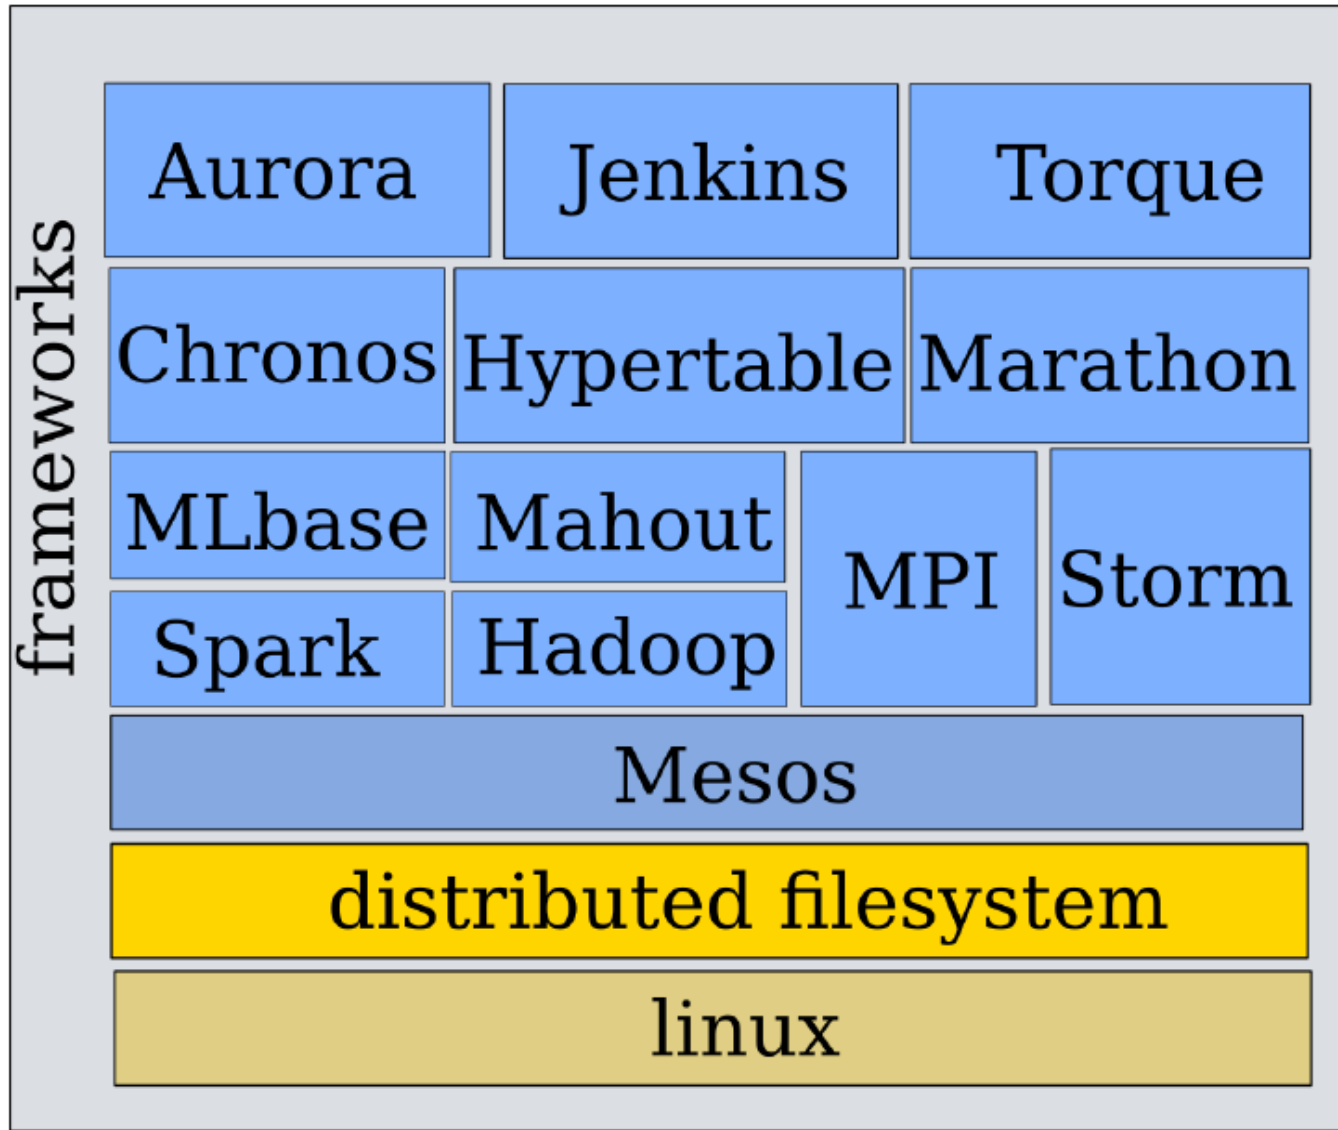 frameworks
Aurora
Jenkins
Torque
Chronos
Hypertable
Marathon
MLbase
Mahout
MPI
Storm
Spark
Hadoop
Mesos
distributed filesystem
linux